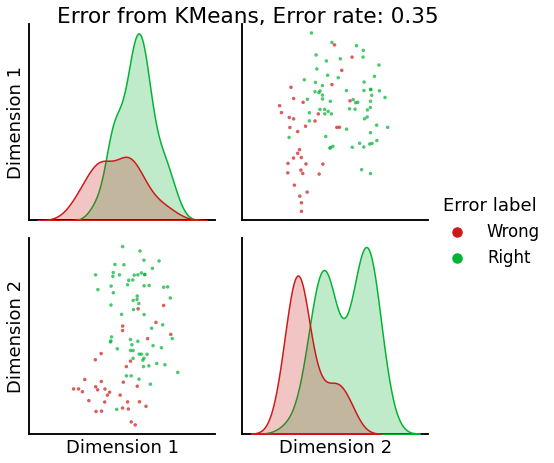 Error from KMeans, Error rate: 0.35
Dimension 1
Error label
Wrong
Right
Dimension 2
Dimension 1
Dimension 2